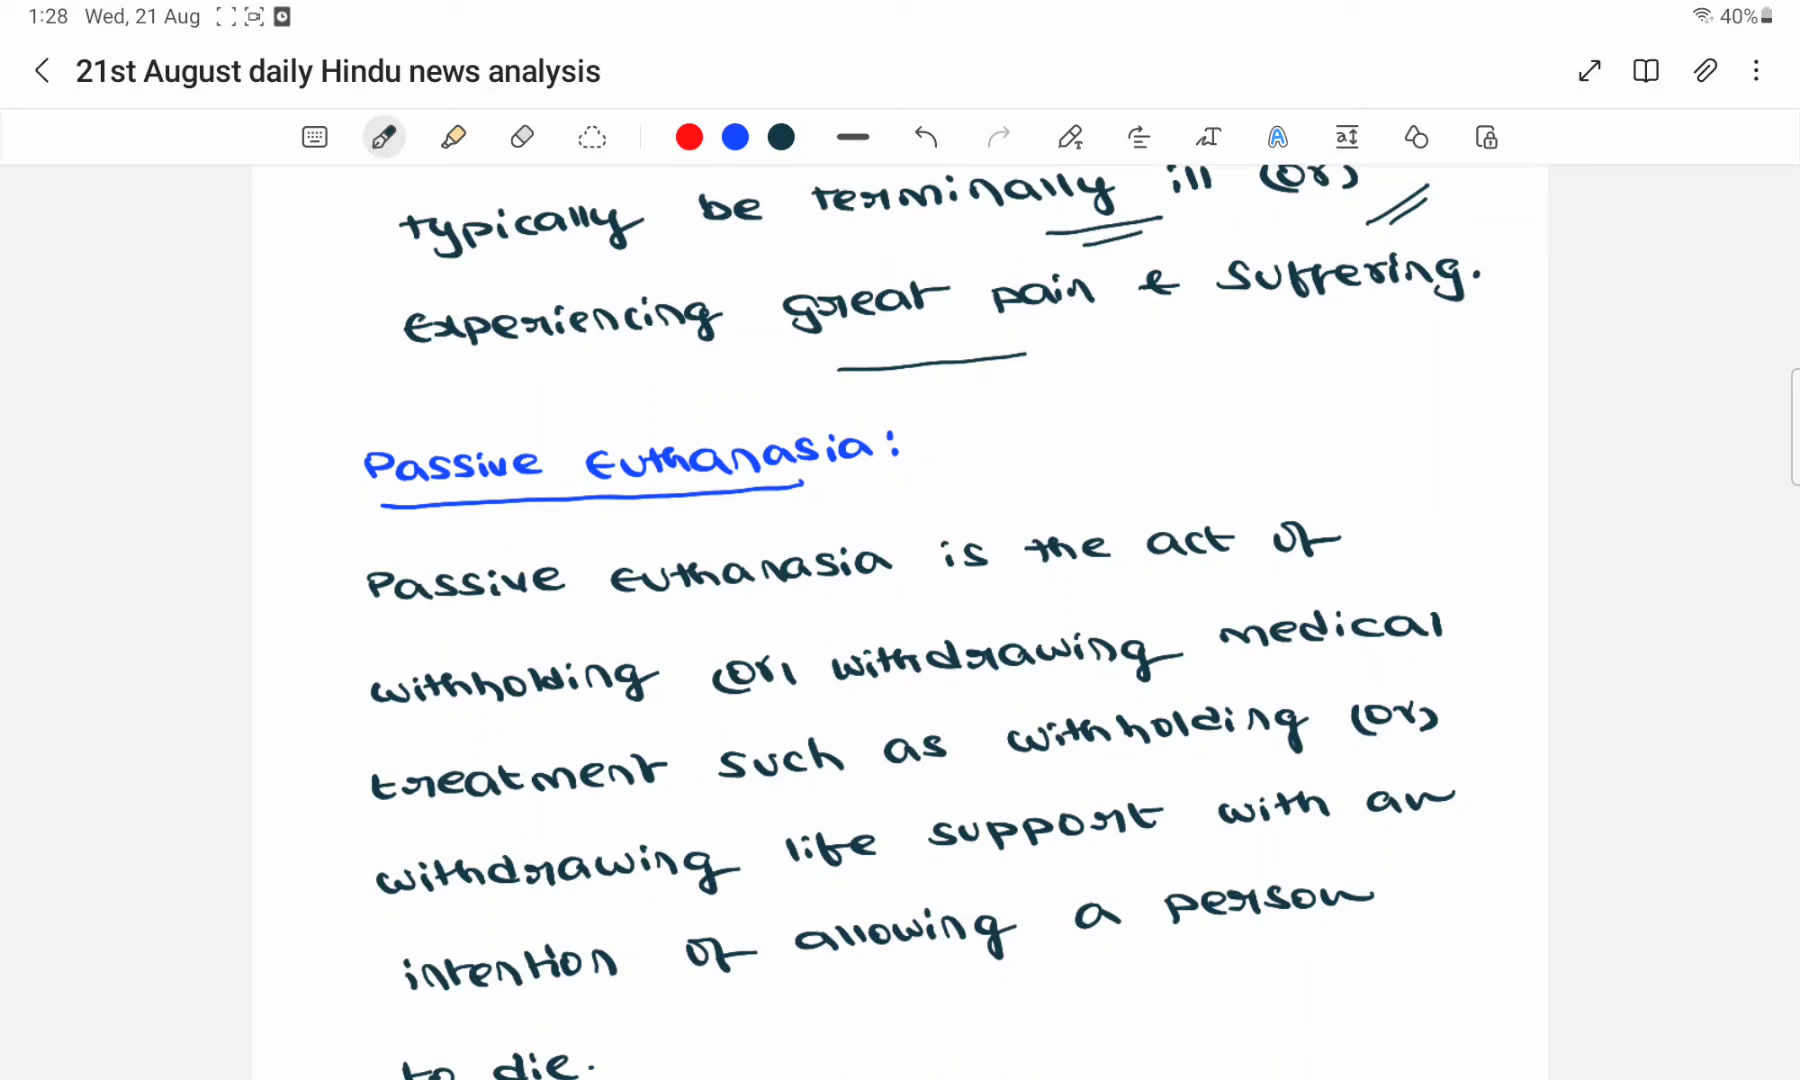 1:28 Wed, 21 Aug 40%
21st August daily Hindu news analysis
typically be terminally ill (or)
experiencing great pain & suffering.
Passive Euthanasia:
Passive Euthanasia is the act of
withholding (or) withdrawing medical
treatment such as withholding (or)
withdrawing life support with an
intention of allowing a person
to die.